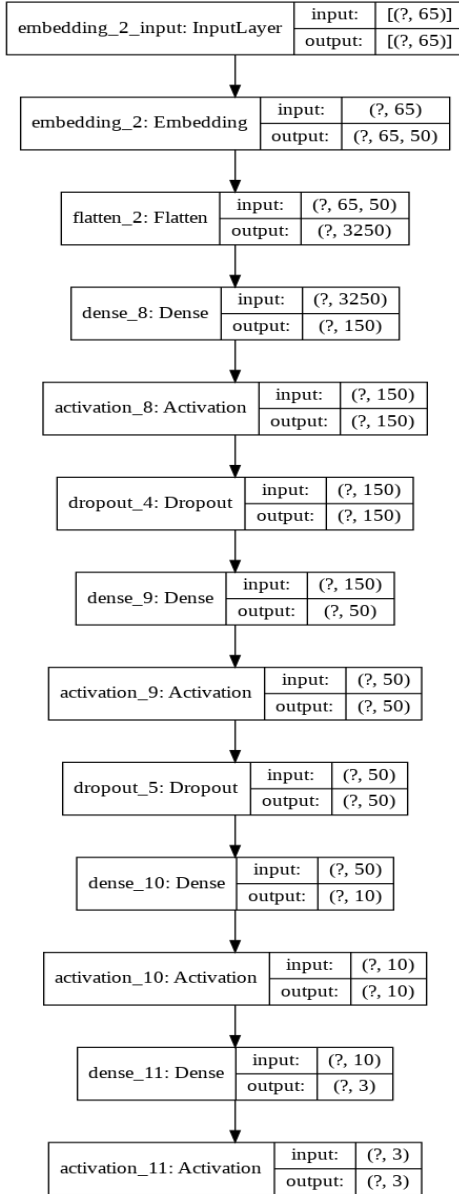 embedding_2_input: InputLayer
input: [(?, 65)]
output: [(?, 65)]
embedding_2: Embedding
input: (?, 65)
output: (?, 65, 50)
flatten_2: Flatten
input: (?, 65, 50)
output: (?, 3250)
dense_8: Dense
input: (?, 3250)
output: (?, 150)
activation_8: Activation
input: (?, 150)
output: (?, 150)
dropout_4: Dropout
input: (?, 150)
output: (?, 150)
dense_9: Dense
input: (?, 150)
output: (?, 50)
activation_9: Activation
input: (?, 50)
output: (?, 50)
dropout_5: Dropout
input: (?, 50)
output: (?, 50)
dense_10: Dense
input: (?, 50)
output: (?, 10)
activation_10: Activation
input: (?, 10)
output: (?, 10)
dense_11: Dense
input: (?, 10)
output: (?, 3)
activation_11: Activation
input: (?, 3)
output: (?, 3)